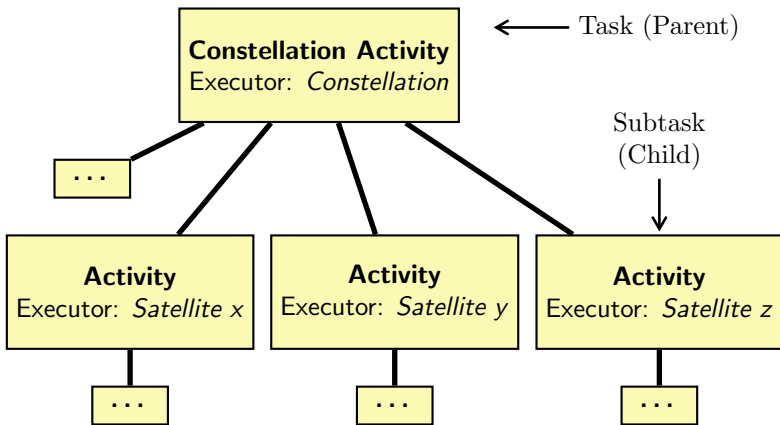 Constellation Activity
Executor: Constellation
Task (Parent)
Subtask
(Child)
...
Activity
Executor: Satellite x
Activity
Executor: Satellite y
Activity
Executor: Satellite z
...
...
...